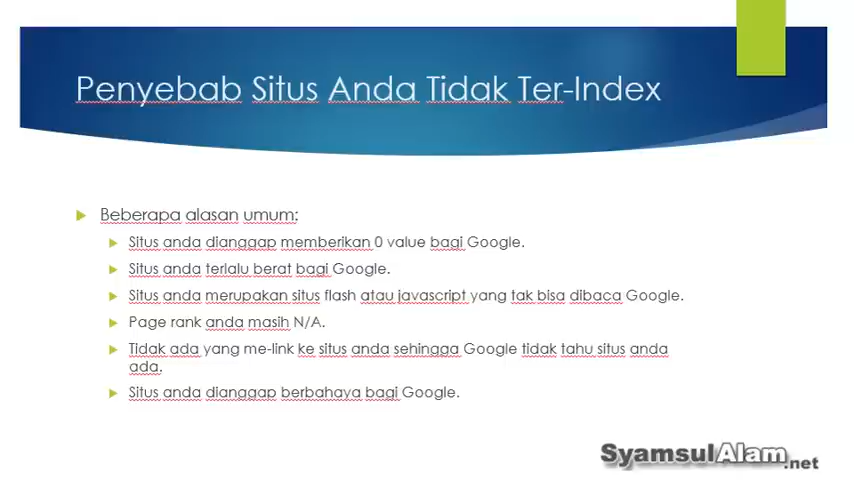 Penyebab Situs Anda Tidak Ter-Index
Beberapa alasan umum:
Situs anda dianggap memberikan 0 value bagi Google.
Situs anda terlalu berat bagi Google.
Situs anda merupakan situs flash atau javascript yang tak bisa dibaca Google.
Page rank anda masih N/A.
Tidak ada yang me-link ke situs anda sehingga Google tidak tahu situs anda
ada.
Situs anda dianggap berbahaya bagi Google.
SyamsulAlam.net